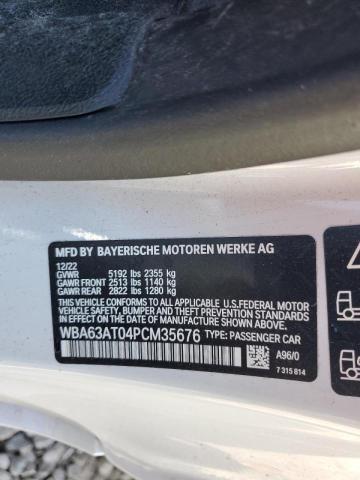 MFD BY BAYERISCHE MOTOREN WERKE AG
12/22
GVWR 5192 lbs 2355 kg
GAWR FRONT 2513 lbs 1140 kg
GAWR REAR 2822 lbs 1280 kg
THIS VEHICLE CONFORMS TO ALL APPLICABLE U.S.FEDERAL MOTOR
VEHICLE SAFETY, BUMPER, AND THEFT PREVENTION STANDARDS
IN EFFECT ON THE DATE OF MANUFACTURE SHOWN ABOVE.
WBA63AT04PCM35676 TYPE: PASSENGER CAR
A96/0
7 315 814